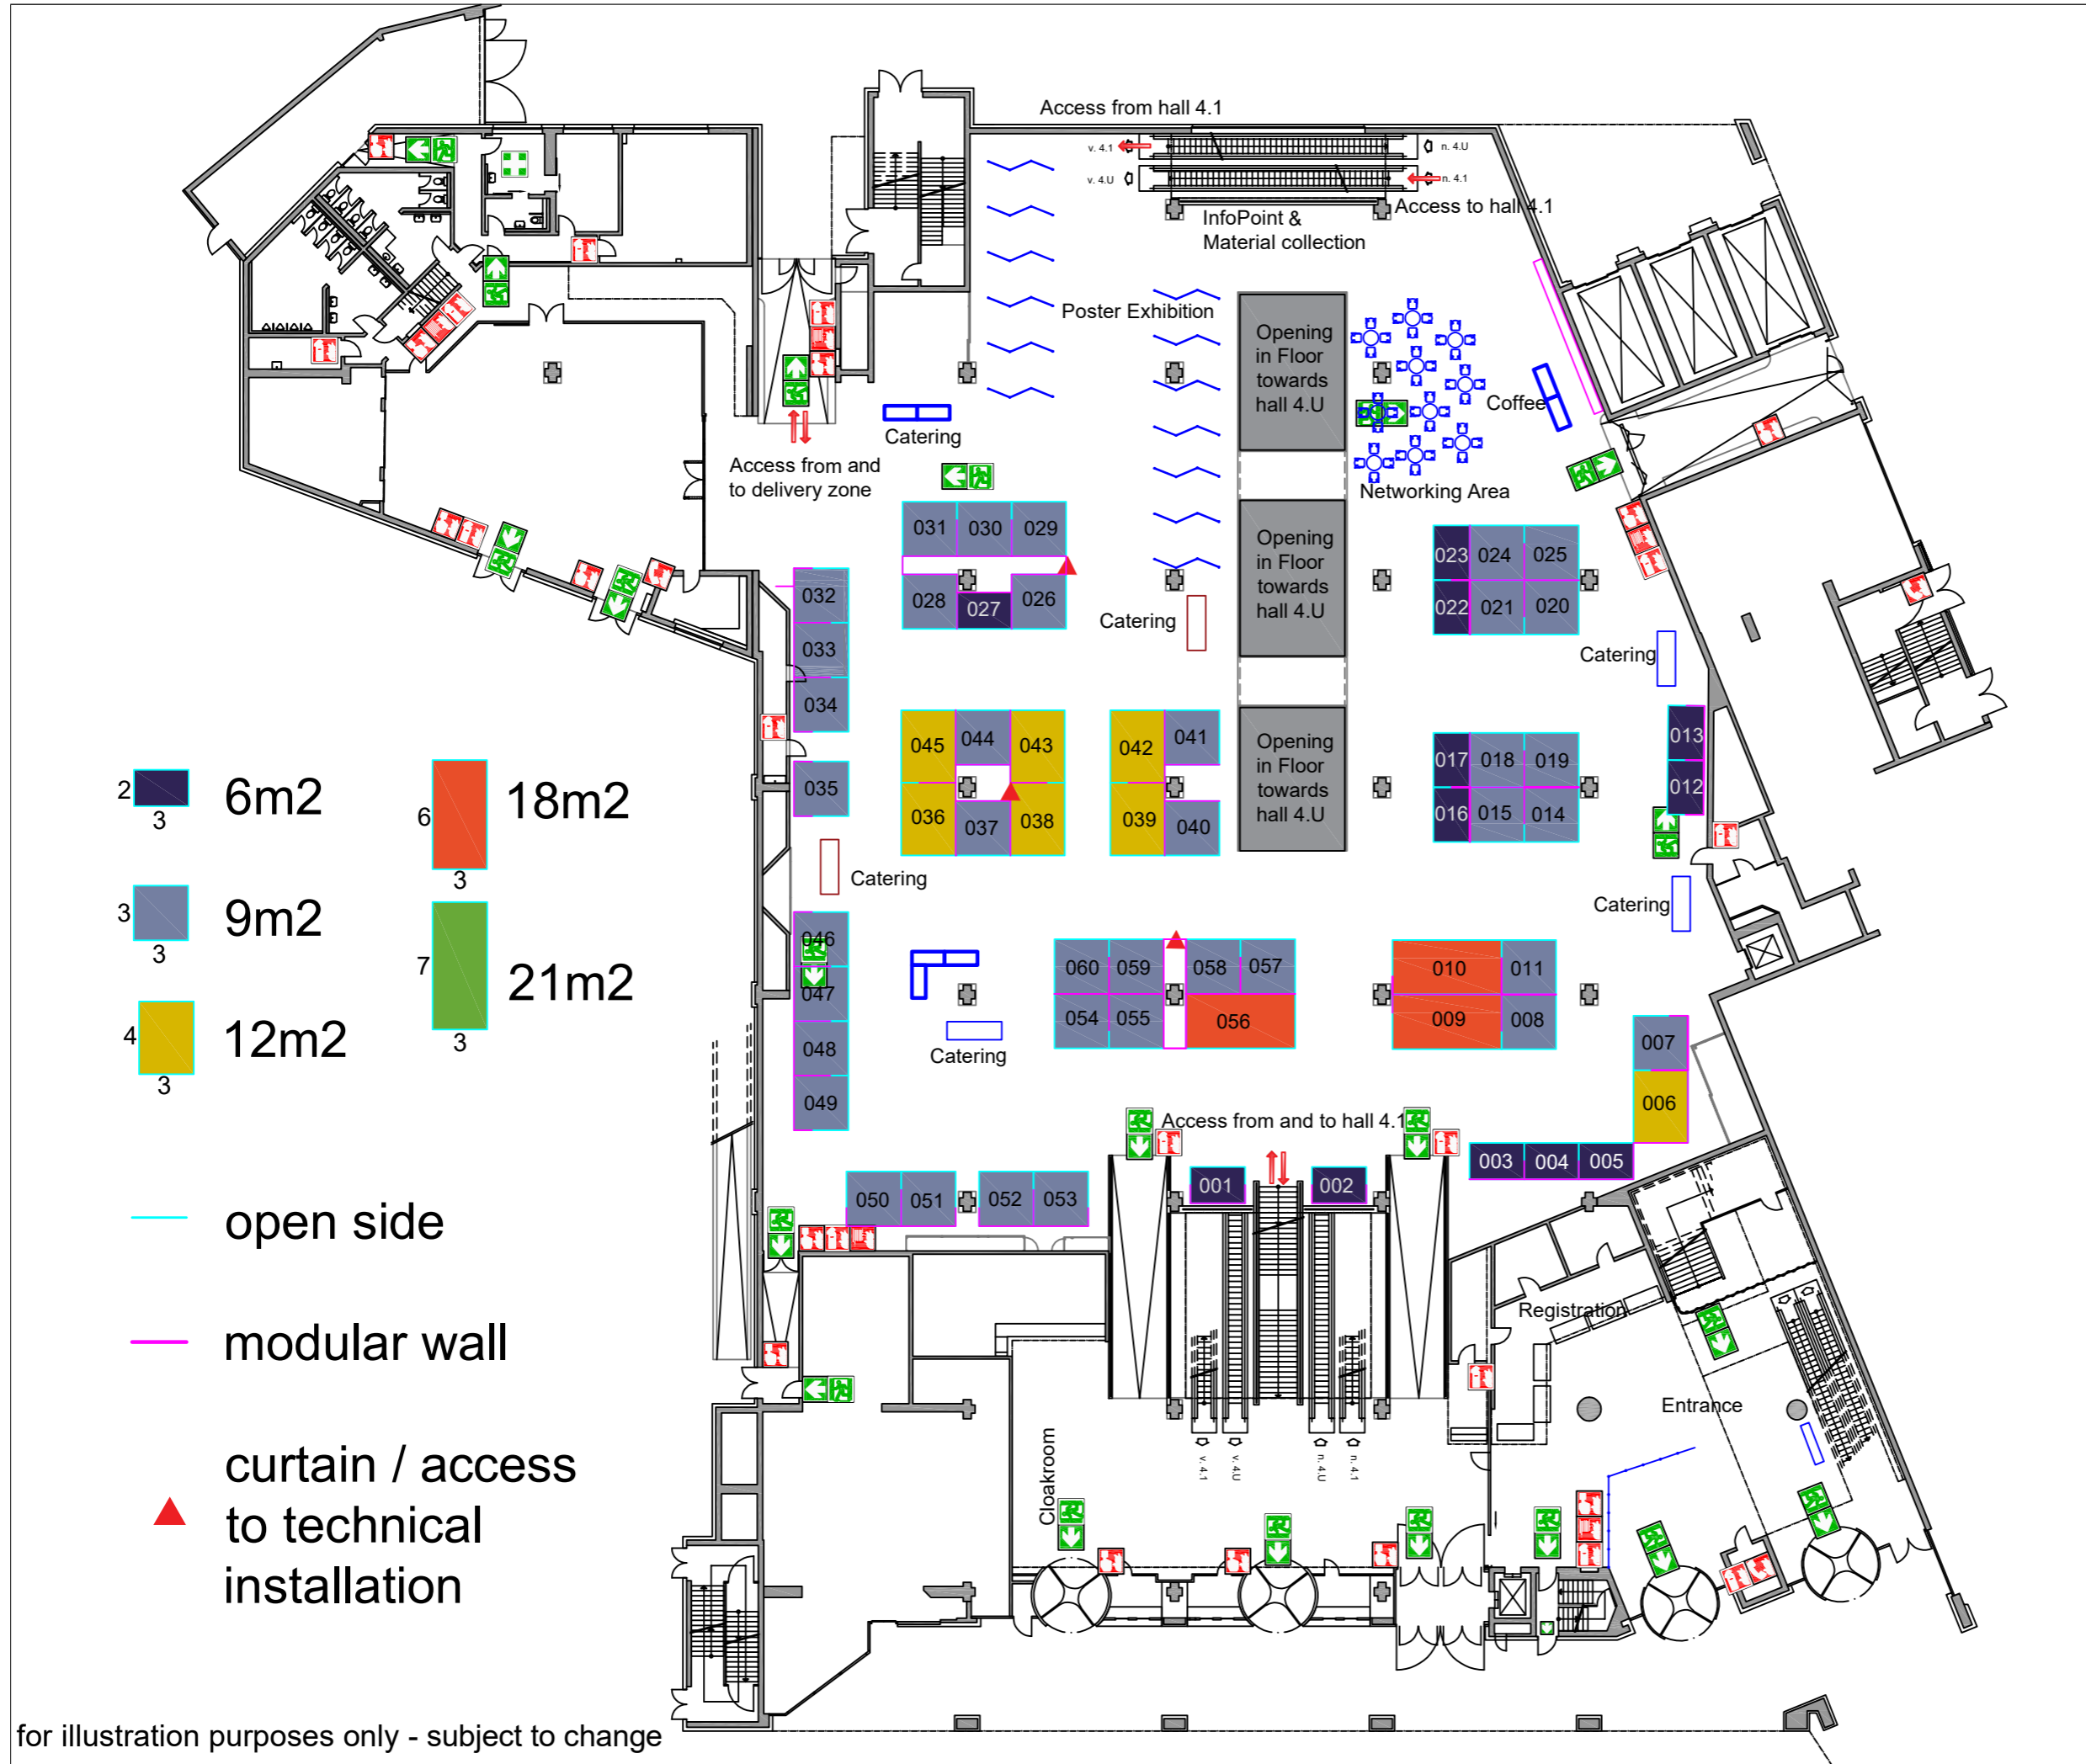 Access from hall 4.1
v. 4.1
n. 4.U
v. 4.U
n. 4.1
Access to hall 4.1
InfoPoint &
Material collection
Poster Exhibition
Opening
in Floor
towards
hall 4.U
Coffee
Networking Area
Catering
Access from and
to delivery zone
031 030 029
028 027 026
Opening
in Floor
towards
hall 4.U
Catering
023 024 025
022 021 020
Catering
032
033
034
035
045 044 043
036 037 038
042 041
039 040
Opening
in Floor
towards
hall 4.U
017 018 019
016 015 014
013
012
Catering
Catering
046
047
048
049
Catering
060 059 058 057
054 055 056
010 011
009 008
007
006
003 004 005
Access from and to hall 4.1
001 002
050 051 052 053
Registration
Entrance
Cloakroom
v. 4.1
v. 4.U
n. 4.U
n. 4.1
2
3
6m2
6
3
18m2
3
3
9m2
7
3
21m2
4
3
12m2
open side
modular wall
curtain / access
to technical
installation
for illustration purposes only - subject to change